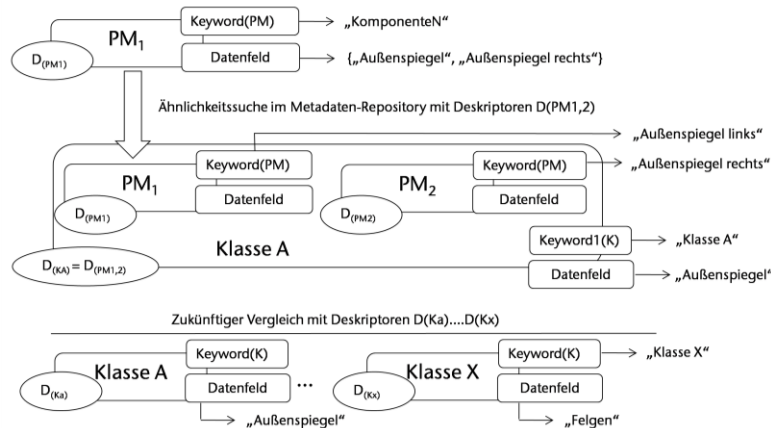 PM1
Keyword(PM)
„KomponenteN“
D(PM1)
Datenfeld
{„Außenspiegel“, „Außenspiegel rechts“}
Ähnlichkeitssuche im Metadaten-Repository mit Deskriptoren D(PM1,2)
„Außenspiegel links“
PM1
Keyword(PM)
PM2
Keyword(PM)
„Außenspiegel rechts“
D(PM1)
Datenfeld
D(PM2)
Datenfeld
D(KA) = D(PM1,2)
Klasse A
Keyword1(K)
„Klasse A“
Datenfeld
„Außenspiegel“
Zukünftiger Vergleich mit Deskriptoren D(Ka)....D(Kx)
Klasse A
Keyword(K)
Klasse X
Keyword(K)
„Klasse X“
D(Ka)
Datenfeld
...
D(Kx)
Datenfeld
„Außenspiegel“
„Felgen“